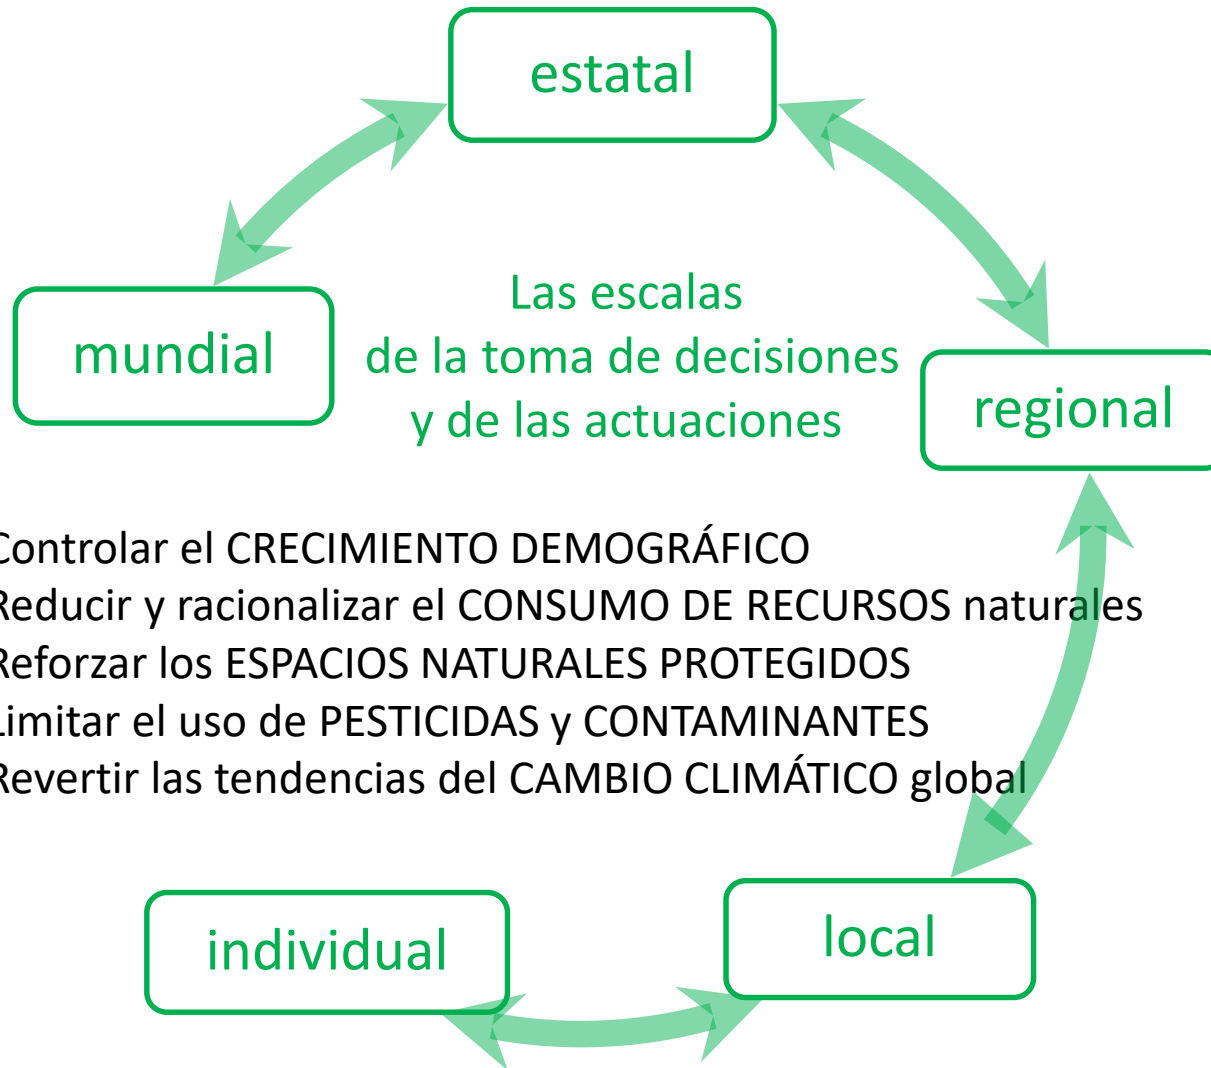 estatal
Las escalas
mundial
de la toma de decisiones
regional
y de las actuaciones
Controlar el CRECIMIENTO DEMOGRÁFICO
Reducir y racionalizar el CONSUMO DE RECURSOS naturales
Reforzar los ESPACIOS NATURALES PROTEGIDOS
Limitar el uso de PESTICIDAS y CONTAMINANTES
Revertir las tendencias del CAMBIO CLIMÁTICO global
individual
local